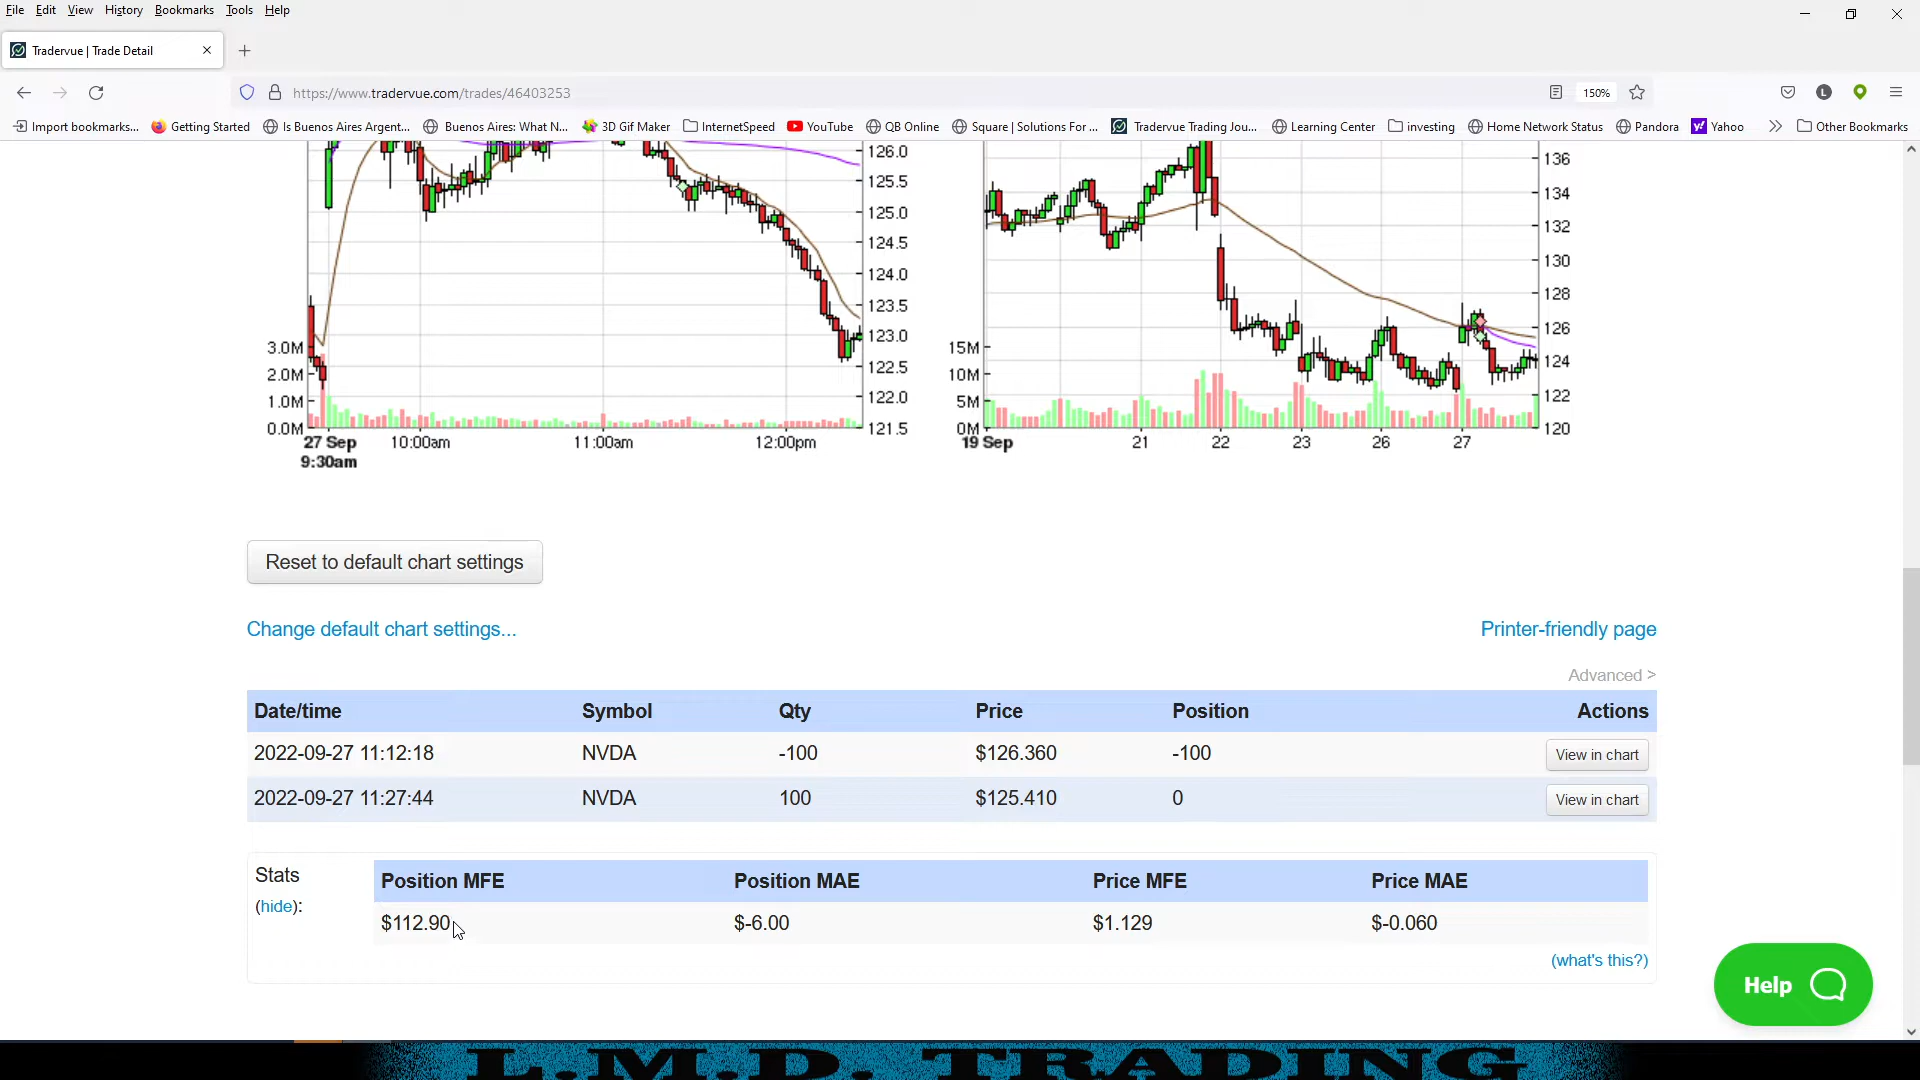 File Edit View History Bookmarks Tools Help
Tradervue | Trade Detail
https://www.tradervue.com/trades/46403253
150%
Import bookmarks... Getting Started Is Buenos Aires Argent... Buenos Aires: What N... 3D Gif Maker InternetSpeed YouTube QB Online Square | Solutions For ... Tradervue Trading Jou... Learning Center investing Home Network Status Pandora Yahoo Other Bookmarks
126.0
125.5
125.0
124.5
124.0
123.5
123.0
122.5
122.0
121.5
3.0M
2.0M
1.0M
0.0M
27 Sep 10:00am 11:00am 12:00pm
9:30am
136
134
132
130
128
126
124
122
120
15M
10M
5M
0M
19 Sep 21 22 23 26 27
Reset to default chart settings
Change default chart settings... Printer-friendly page
Advanced >
Date/time Symbol Qty Price Position Actions
2022-09-27 11:12:18 NVDA -100 $126.360 -100 View in chart
2022-09-27 11:27:44 NVDA 100 $125.410 0 View in chart
Stats Position MFE Position MAE Price MFE Price MAE
(hide): $112.90 $-6.00 $1.129 $-0.060
(what's this?)
Help
L.M.D. TRADING